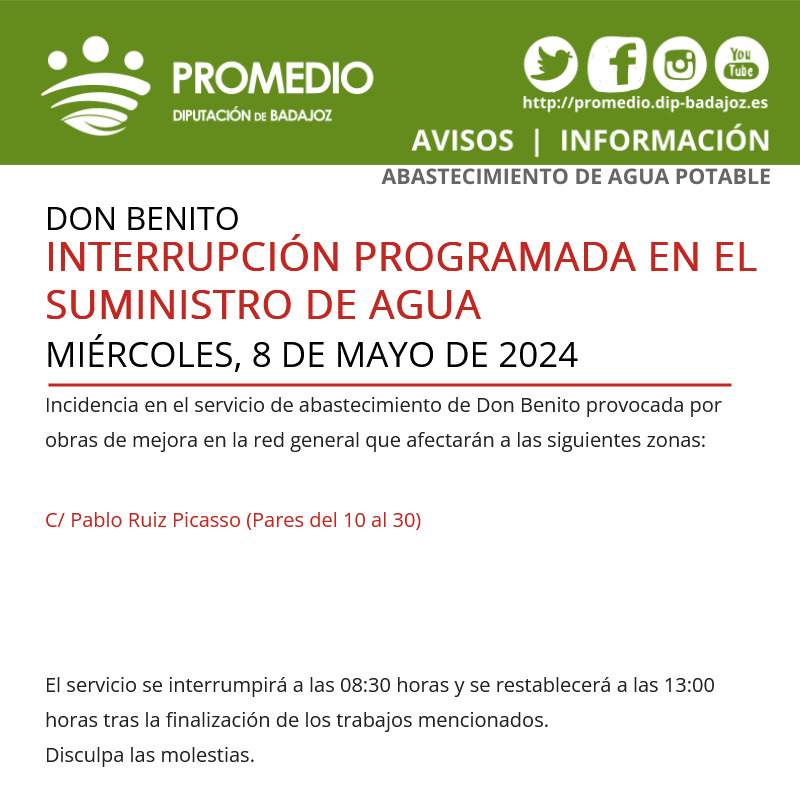 PROMEDIO
DIPUTACIÓN DE BADAJOZ
You
Tube
http://promedio.dip-badajoz.es
AVISOS | INFORMACIÓN
ABASTECIMIENTO DE AGUA POTABLE
DON BENITO
INTERRUPCIÓN PROGRAMADA EN EL
SUMINISTRO DE AGUA
MIÉRCOLES, 8 DE MAYO DE 2024
Incidencia en el servicio de abastecimiento de Don Benito provocada por
obras de mejora en la red general que afectarán a las siguientes zonas:
C/ Pablo Ruiz Picasso (Pares del 10 al 30)
El servicio se interrumpirá a las 08:30 horas y se restablecerá a las 13:00
horas tras la finalización de los trabajos mencionados.
Disculpa las molestias.